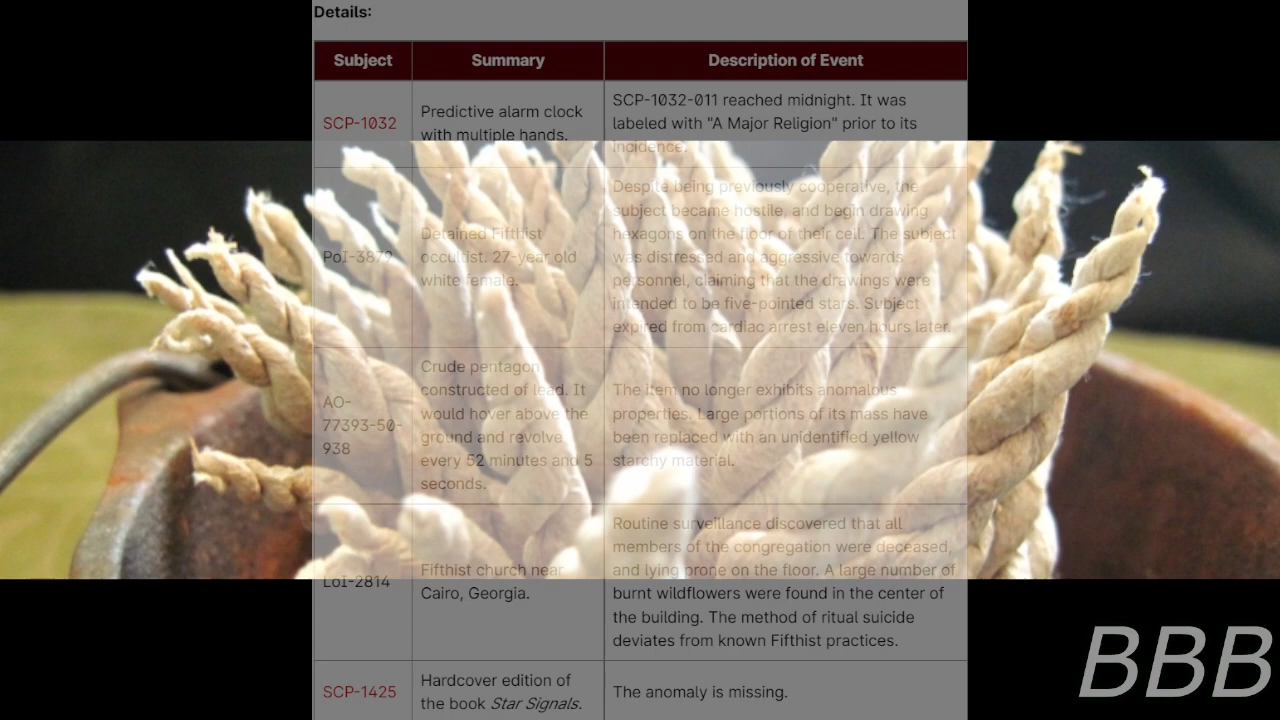 Details:
Subject
Summary
Description of Event
SCP-1032
Predictive alarm clock
with multiple hands.
SCP-1032-011 reached midnight. It was
labeled with "A Major Religion" prior to its
incidence.
PoI-3879
Detained Fifthist
occultist. 27-year old
white female.
Despite being previously cooperative, the
subject became hostile, and begin drawing
hexagons on the floor of their cell. The subject
was distressed and aggressive towards
personnel, claiming that the drawings were
intended to be five-pointed stars. Subject
expired from cardiac arrest eleven hours later.
AO-
77393-50-
938
Crude pentagon
constructed of lead. It
would hover above the
ground and revolve
every 52 minutes and 5
seconds.
The item no longer exhibits anomalous
properties. Large portions of its mass have
been replaced with an unidentified yellow
starchy material.
LoI-2814
Fifthist church near
Cairo, Georgia.
Routine surveillance discovered that all
members of the congregation were deceased,
and lying prone on the floor. A large number of
burnt wildflowers were found in the center of
the building. The method of ritual suicide
deviates from known Fifthist practices.
SCP-1425
Hardcover edition of
the book Star Signals.
The anomaly is missing.
BBB